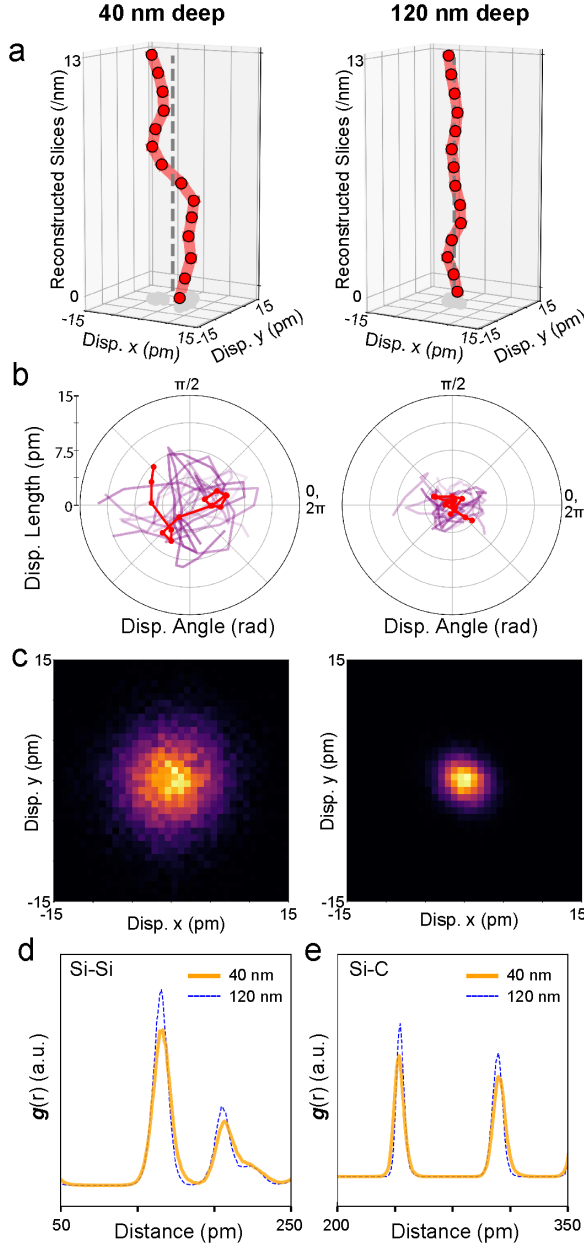 40 nm deep
120 nm deep
a
Reconstructed Slices (/nm)
13
0
-15
Disp. x (pm)
15
-15
Disp. y (pm)
15
Reconstructed Slices (/nm)
13
0
-15
Disp. x (pm)
15
-15
Disp. y (pm)
15
b
Disp. Length (pm)
15
7.5
0
π/2
0,
2π
Disp. Angle (rad)
π/2
0,
2π
Disp. Angle (rad)
c
Disp. y (pm)
15
-15
-15
Disp. x (pm)
15
Disp. y (pm)
15
-15
-15
Disp. x (pm)
15
d
Si-Si
40 nm
120 nm
g(r) (a.u.)
50
Distance (pm)
250
e
Si-C
40 nm
120 nm
g(r) (a.u.)
200
Distance (pm)
350